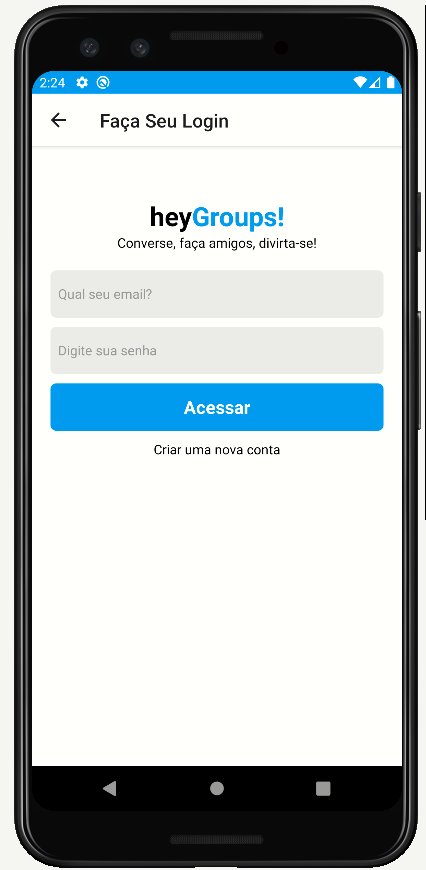 2:24
Faça Seu Login
heyGroups!
Converse, faça amigos, divirta-se!
Qual seu email?
Digite sua senha
Acessar
Criar uma nova conta